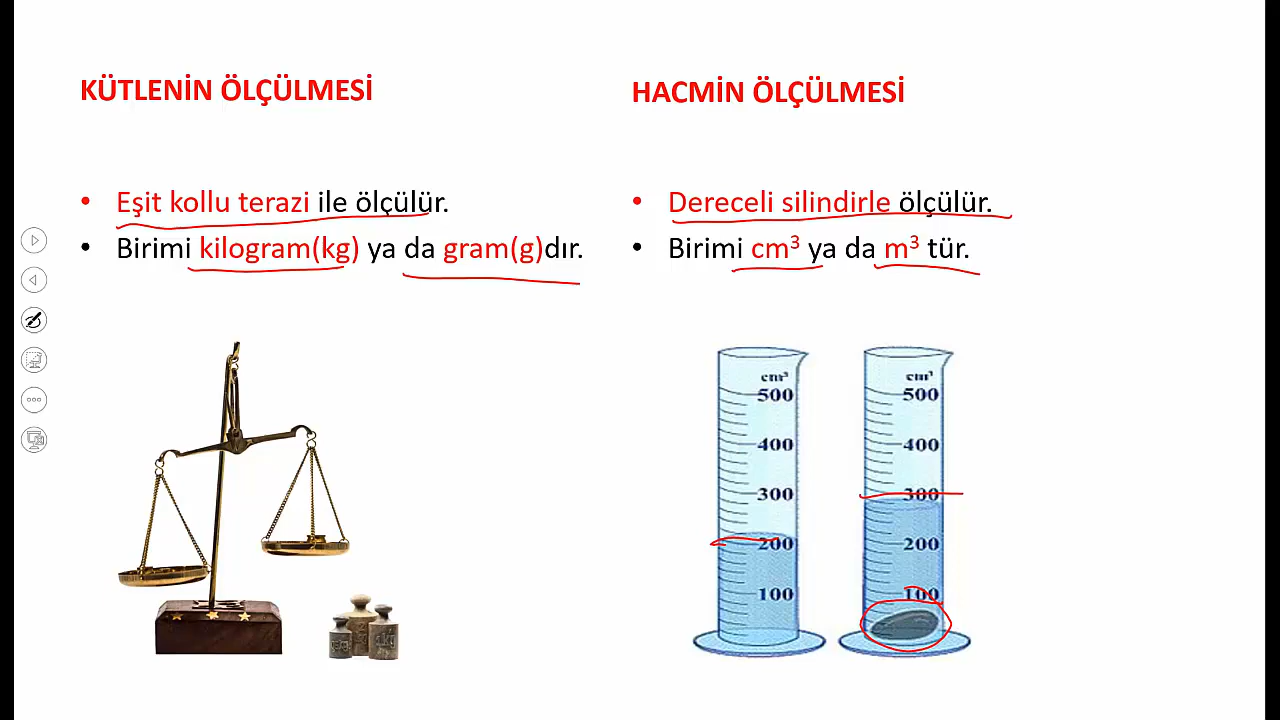 KÜTLENİN ÖLÇÜLMESİ
• Eşit kollu terazi ile ölçülür.
• Birimi kilogram(kg) ya da gram(g)dır.
HACMİN ÖLÇÜLMESİ
• Dereceli silindirle ölçülür.
• Birimi cm³ ya da m³ tür.
cm³
500
400
300
200
100
cm³
500
400
300
200
100